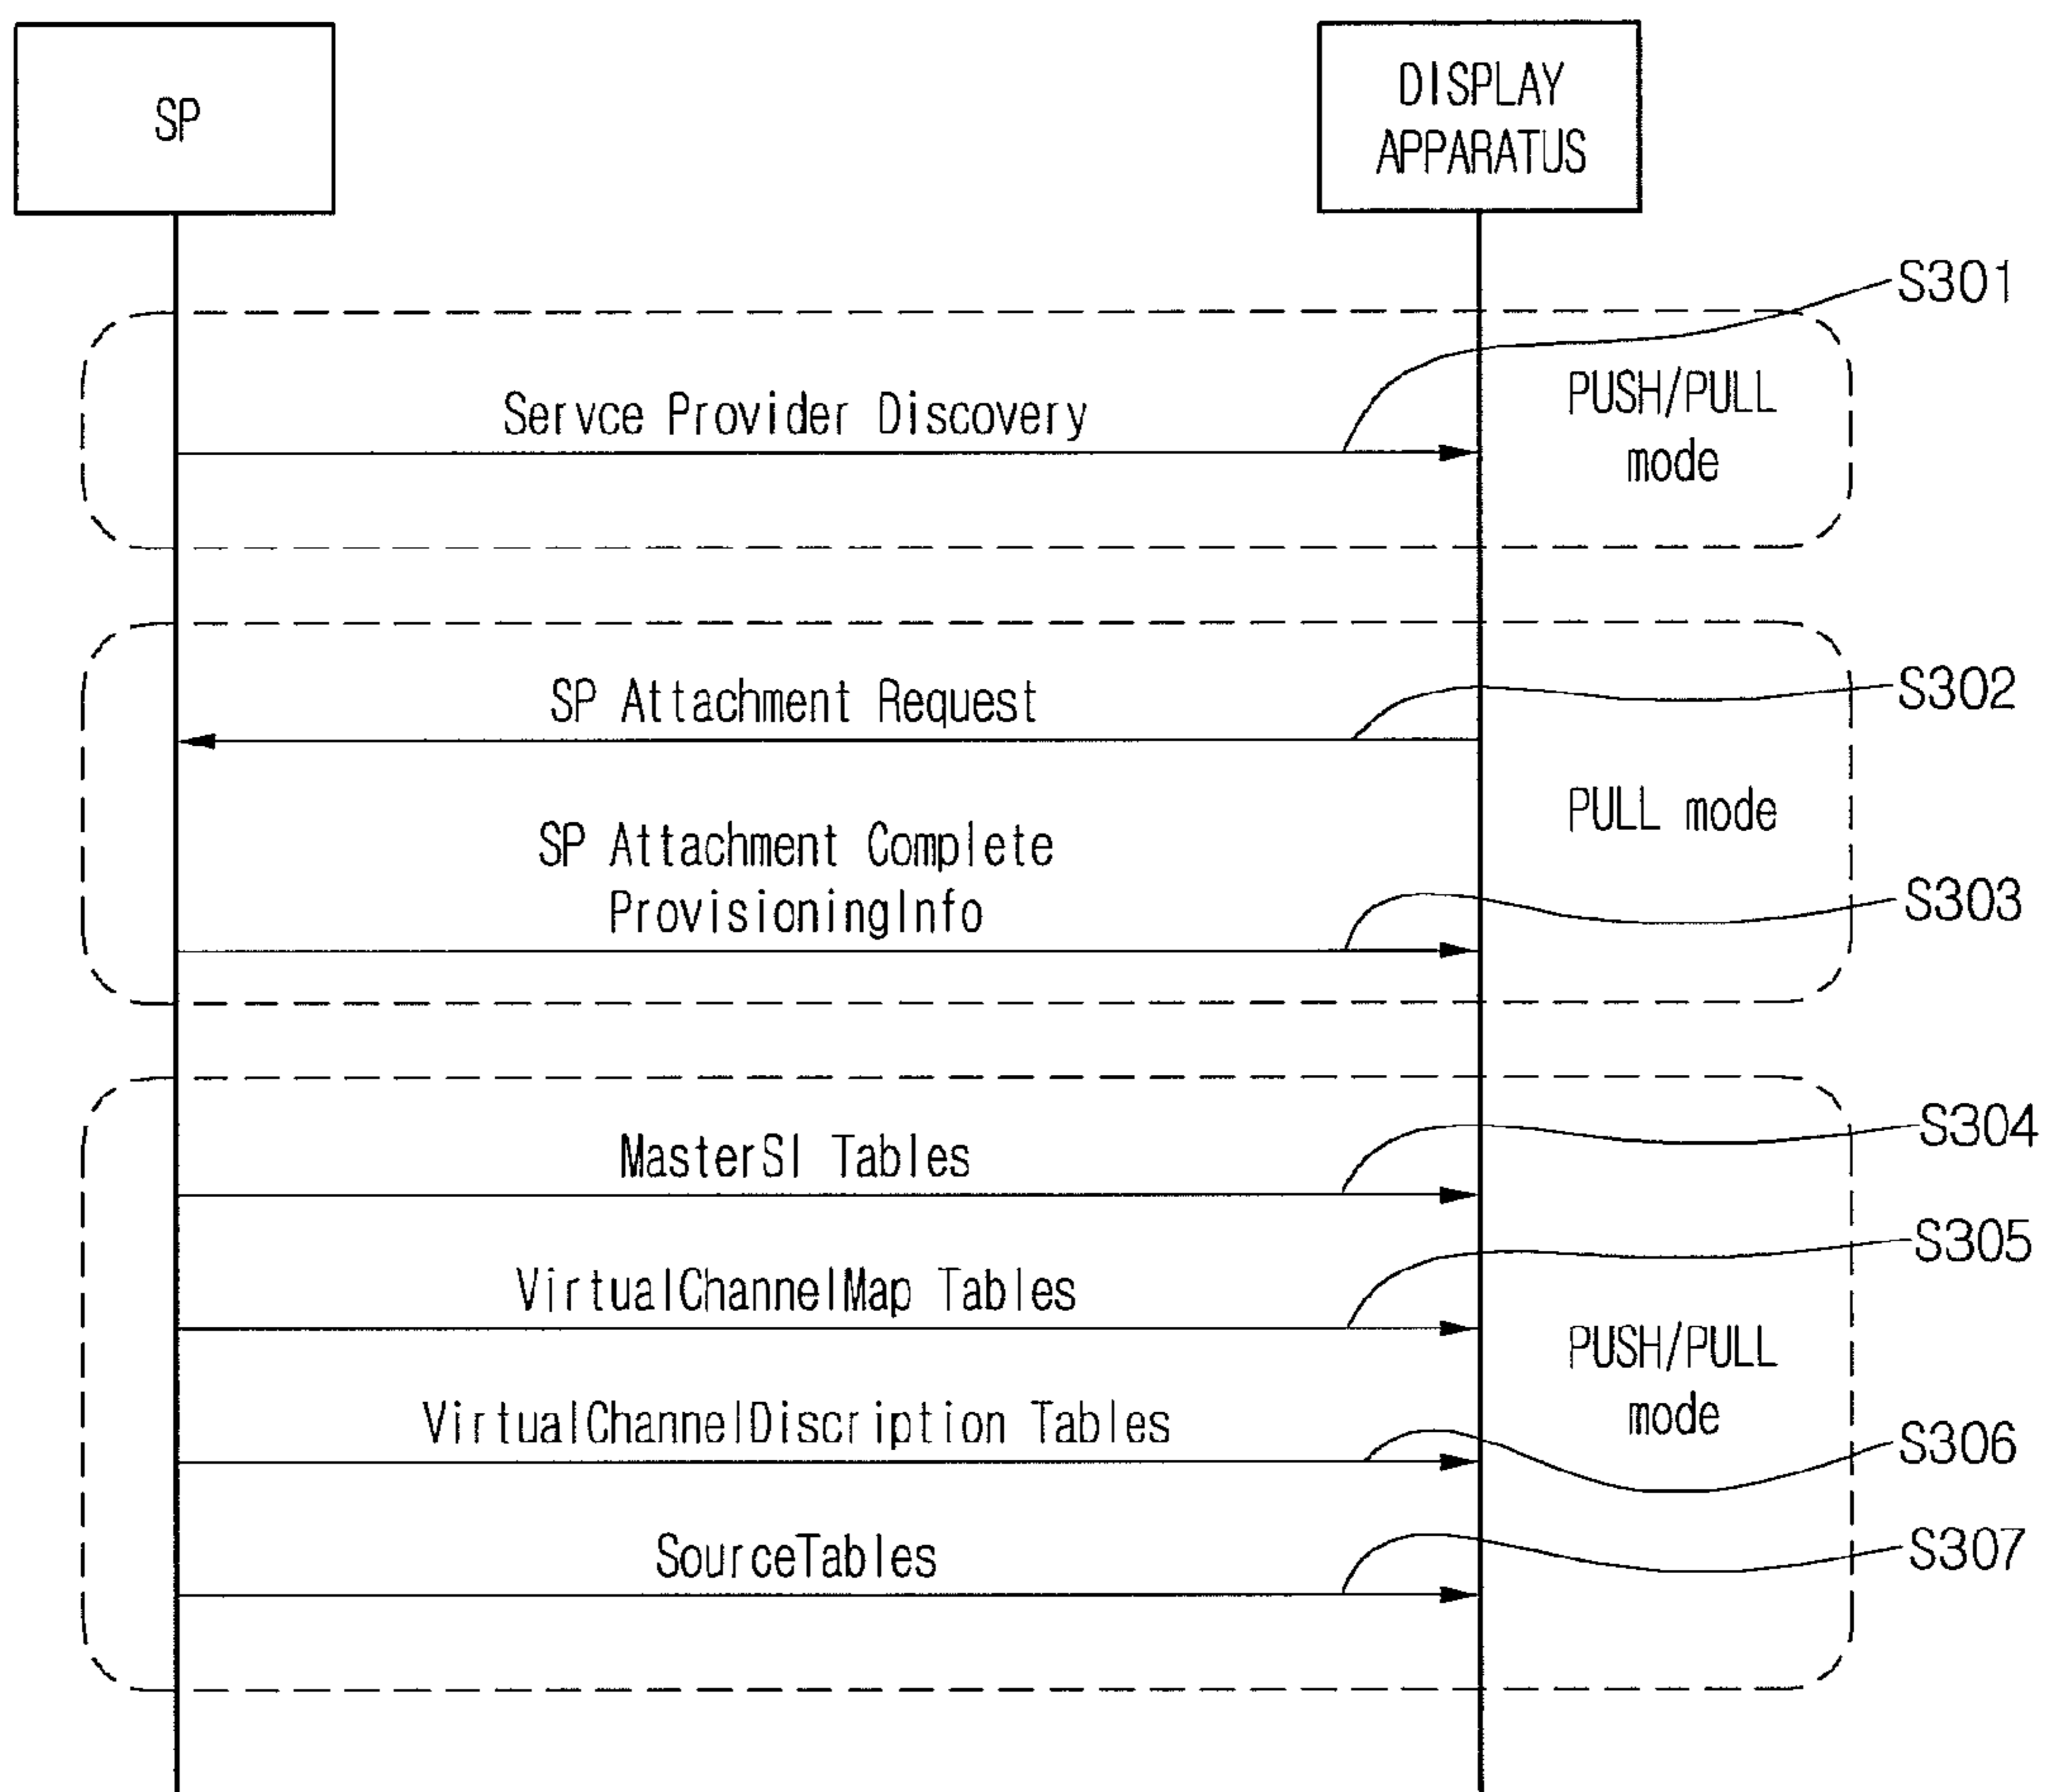 SP
DISPLAY
APPARATUS
S301
Servce Provider Discovery
PUSH/PULL
mode
SP Attachment Request
S302
PULL mode
SP Attachment Complete
ProvisioningInfo
S303
MasterSI Tables
S304
VirtualChannelMap Tables
S305
PUSH/PULL
mode
VirtualChannelDiscription Tables
S306
SourceTables
S307